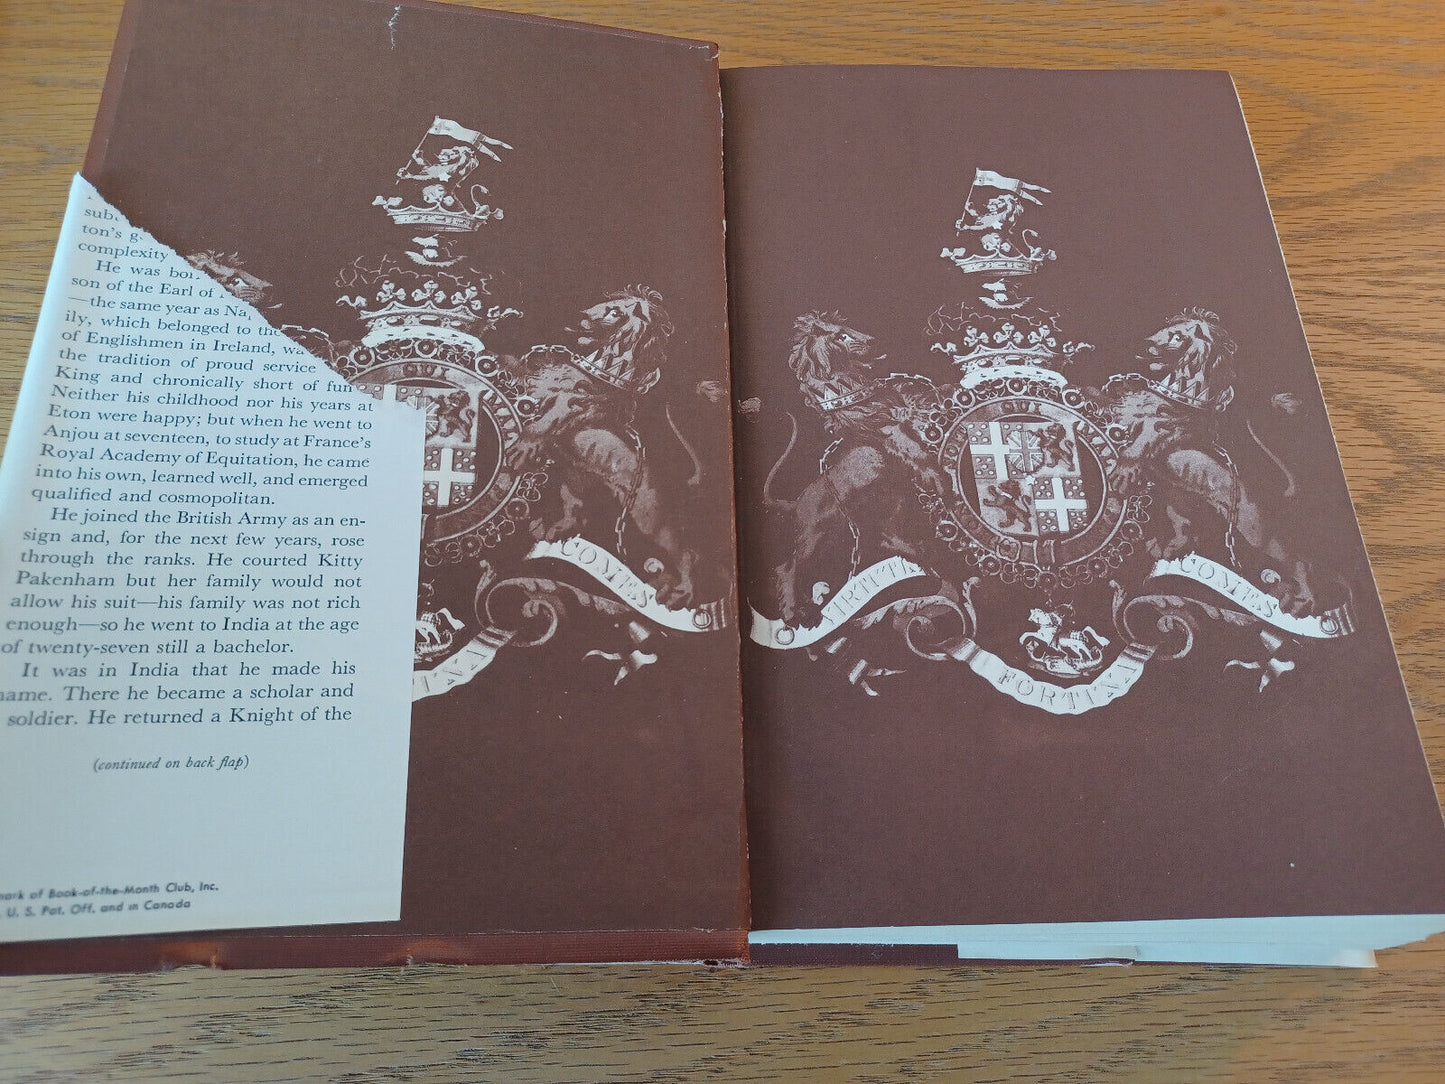 ton's
complexity
He was bor
son of the Earl of
—the same year as Na
ily, which belonged to the
of Englishmen in Ireland, wa
the tradition of proud service
King and chronically short of fun
Neither his childhood nor his years at
Eton were happy; but when he went to
Anjou at seventeen, to study at France's
Royal Academy of Equitation, he came
into his own, learned well, and emerged
qualified and cosmopolitan.
He joined the British Army as an en-
sign and, for the next few years, rose
through the ranks. He courted Kitty
Pakenham but her family would not
allow his suit—his family was not rich
enough—so he went to India at the age
of twenty-seven still a bachelor.
It was in India that he made his
name. There he became a scholar and
soldier. He returned a Knight of the
(continued on back flap)
mark of Book-of-the-Month Club, Inc.
U. S. Pat. Off. and in Canada
QUI
COMES
QUI
VIRTUTIS
COMES
FORTUNA